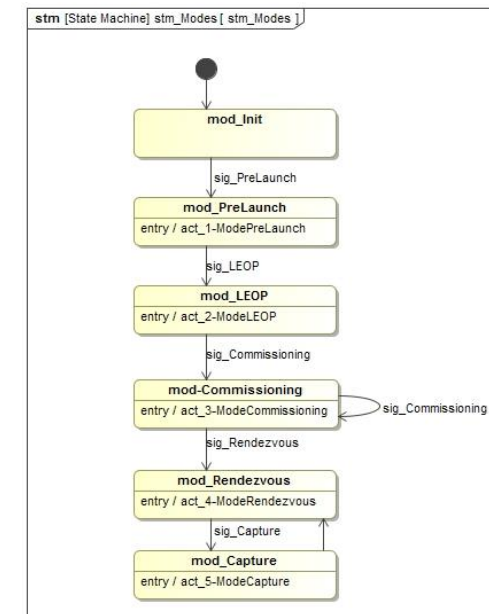 stm [State Machine] stm_Modes [ stm_Modes ]
mod_Init
sig_PreLaunch
mod_PreLaunch
entry / act_1-ModePreLaunch
sig_LEOP
mod_LEOP
entry / act_2-ModeLEOP
sig_Commissioning
mod-Commissioning
entry / act_3-ModeCommissioning
sig_Commissioning
sig_Rendezvous
mod_Rendezvous
entry / act_4-ModeRendezvous
sig_Capture
mod_Capture
entry / act_5-ModeCapture